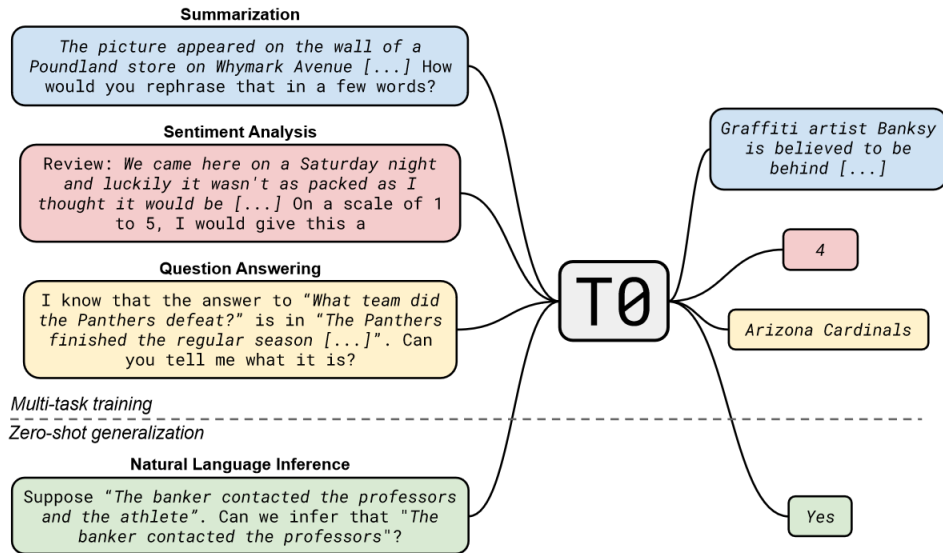 Summarization
The picture appeared on the wall of a
Poundland store on Whymark Avenue [...] How
would you rephrase that in a few words?
Sentiment Analysis
Review: We came here on a Saturday night
and luckily it wasn't as packed as I
thought it would be [...] On a scale of 1
to 5, I would give this a
Question Answering
I know that the answer to “What team did
the Panthers defeat?” is in “The Panthers
finished the regular season [...]”. Can
you tell me what it is?
Multi-task training
Zero-shot generalization
Natural Language Inference
Suppose “The banker contacted the professors
and the athlete”. Can we infer that "The
banker contacted the professors"?
T0
Graffiti artist Banksy
is believed to be
behind [...]
4
Arizona Cardinals
Yes